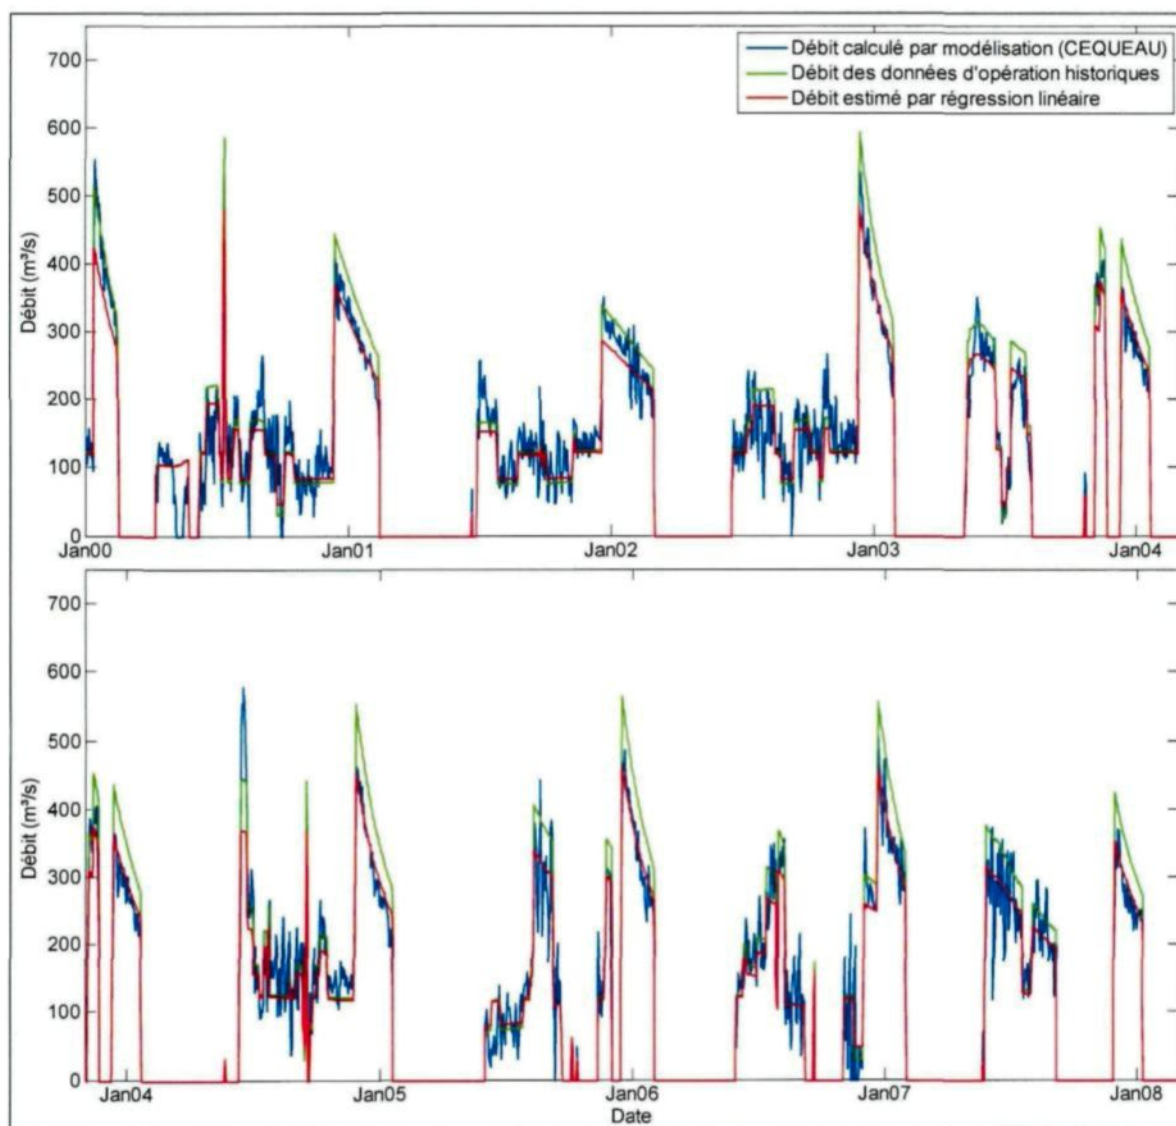 700
600
500
400
300
200
100
0
Débit (m³/s)
Débit calculé par modélisation (CEQUEAU)
Débit des données d'opération historiques
Débit estimé par régression linéaire
Jan00
Jan01
Jan02
Jan03
Jan04
700
600
500
400
300
200
100
0
Débit (m³/s)
Jan04
Jan05
Jan06
Jan07
Jan08
Date